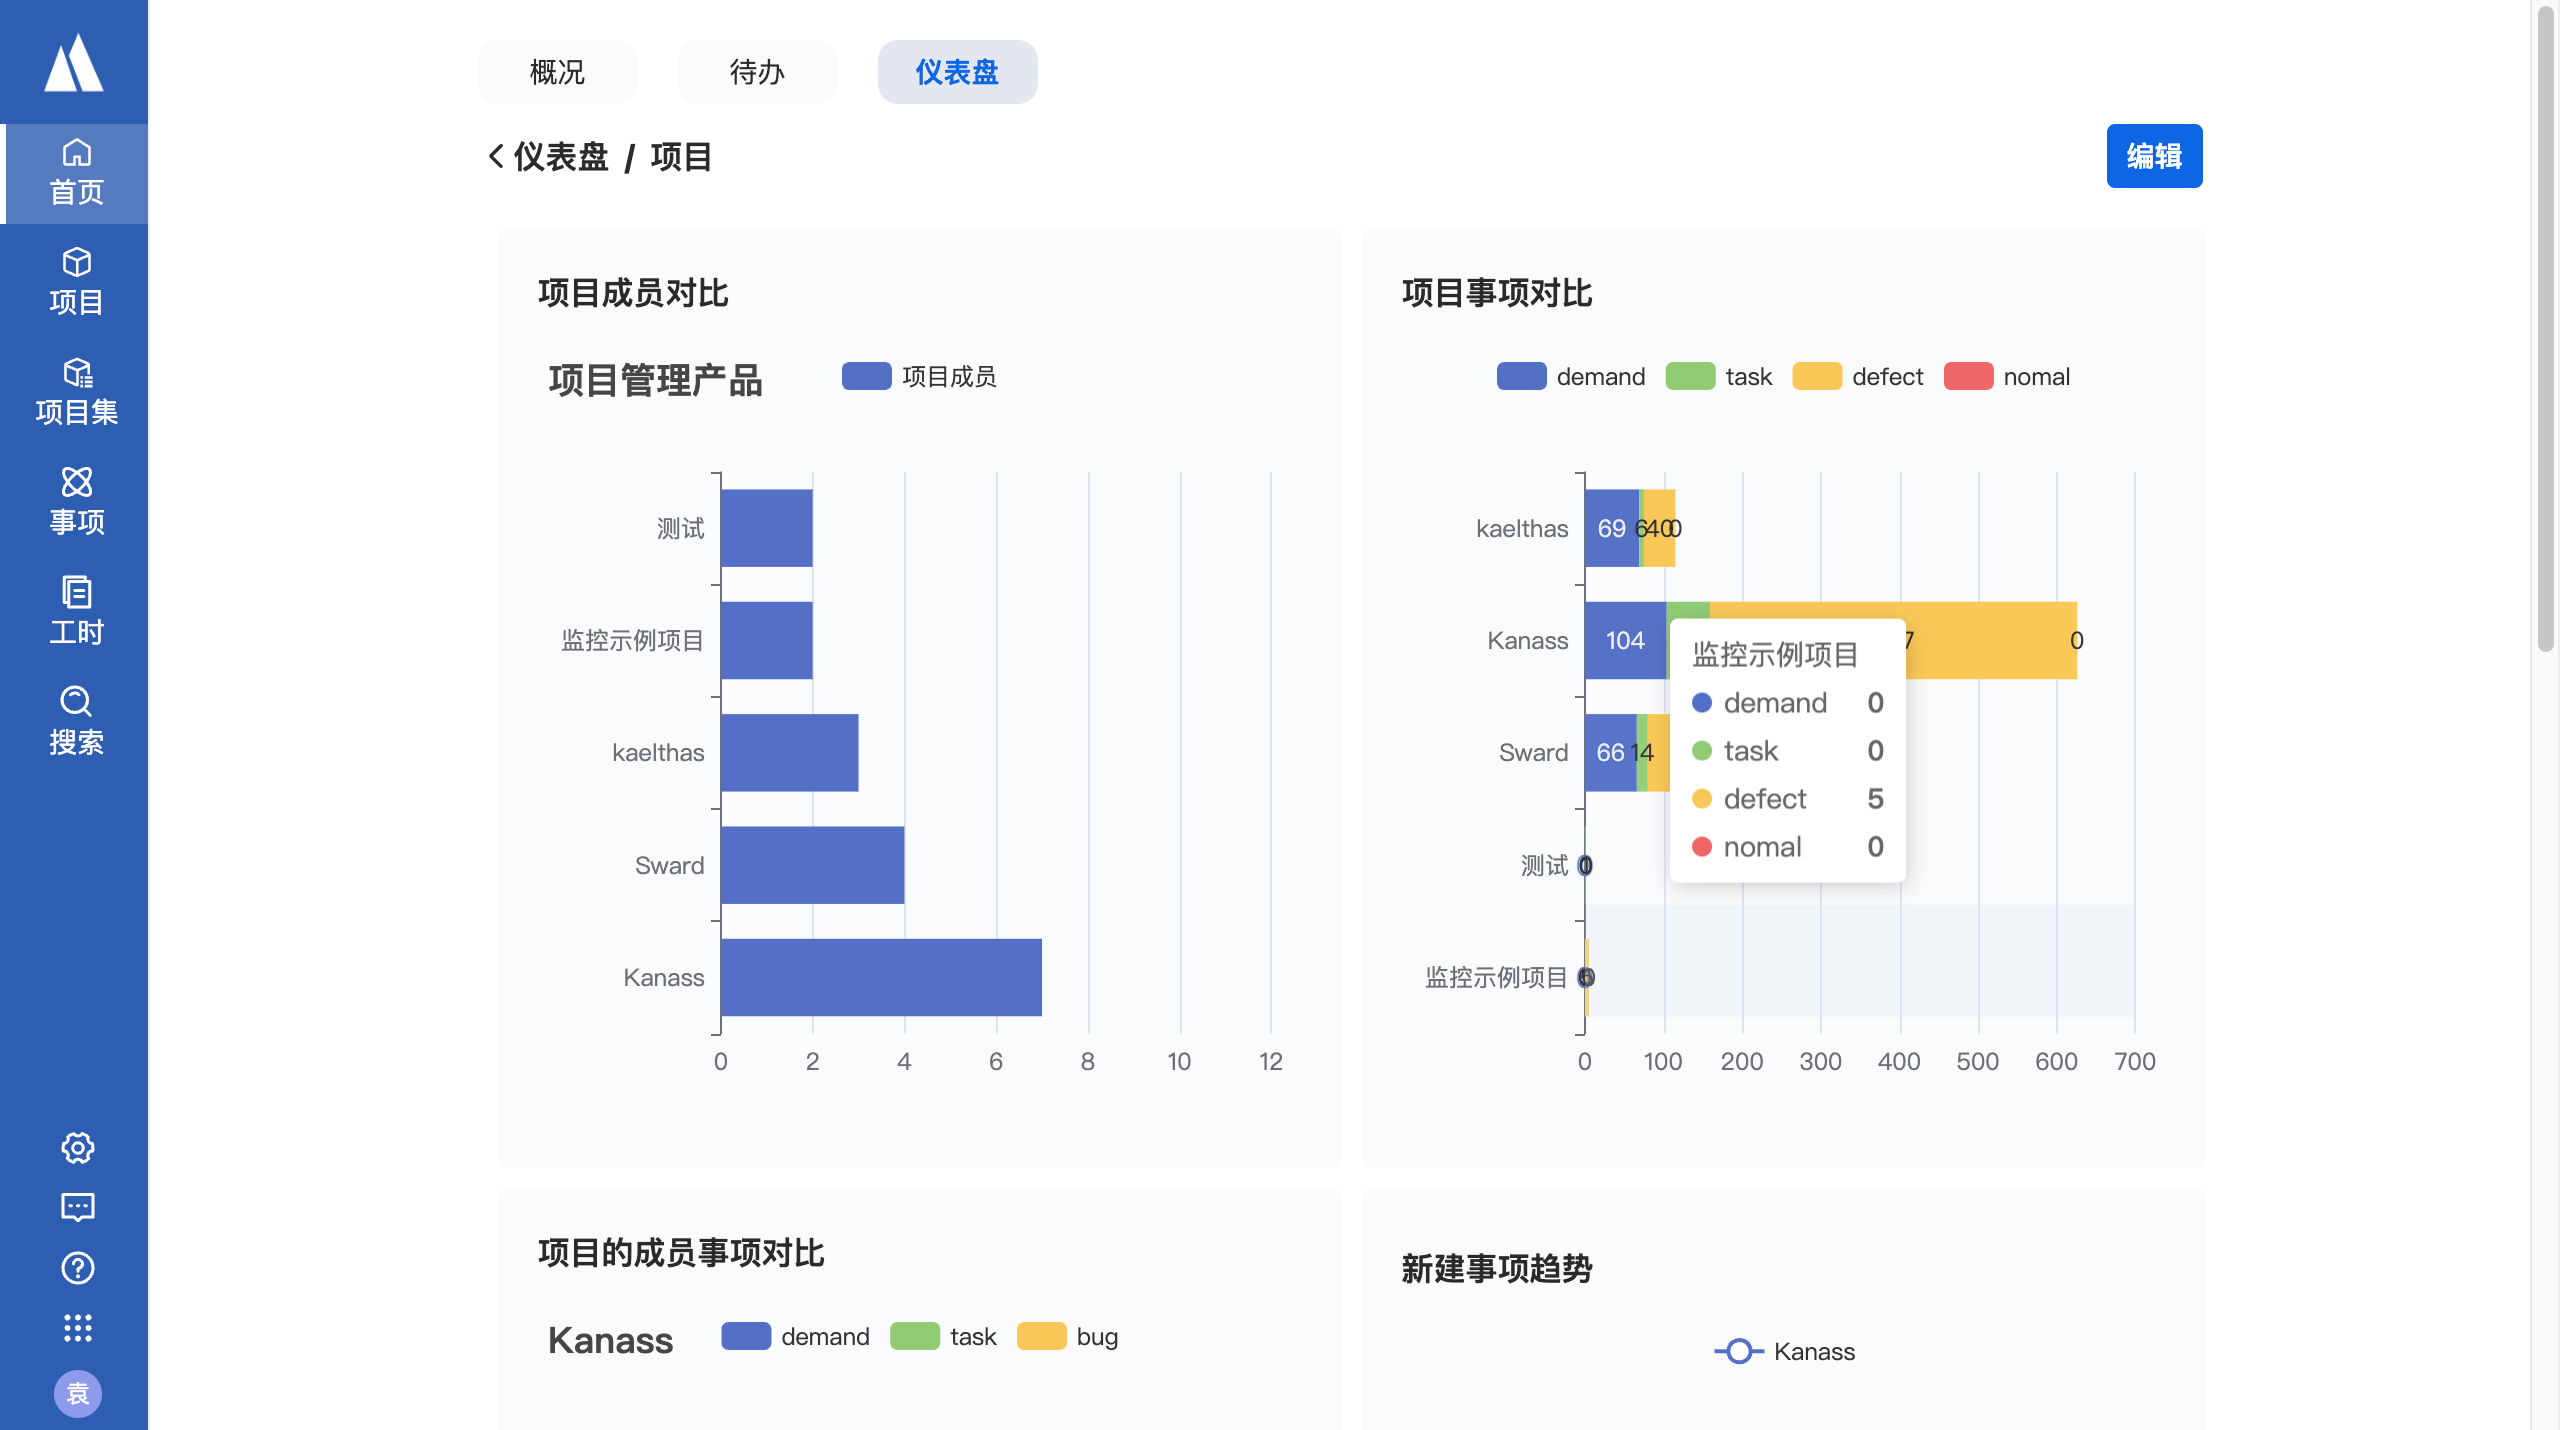 概况
待办
仪表盘
仪表盘 / 项目
编辑
首页
项目
项目集
事项
工时
搜索
袁
项目成员对比
项目管理产品
项目成员
测试
监控示例项目
kaelthas
Sward
Kanass
0 2 4 6 8 10 12
项目事项对比
demand task defect nomal
kaelthas 69 6 40 0
Kanass 104 7 0
Sward 66 14
测试 0
监控示例项目
0 100 200 300 400 500 600 700
监控示例项目
demand 0
task 0
defect 5
nomal 0
项目的成员事项对比
Kanass
demand task bug
新建事项趋势
Kanass